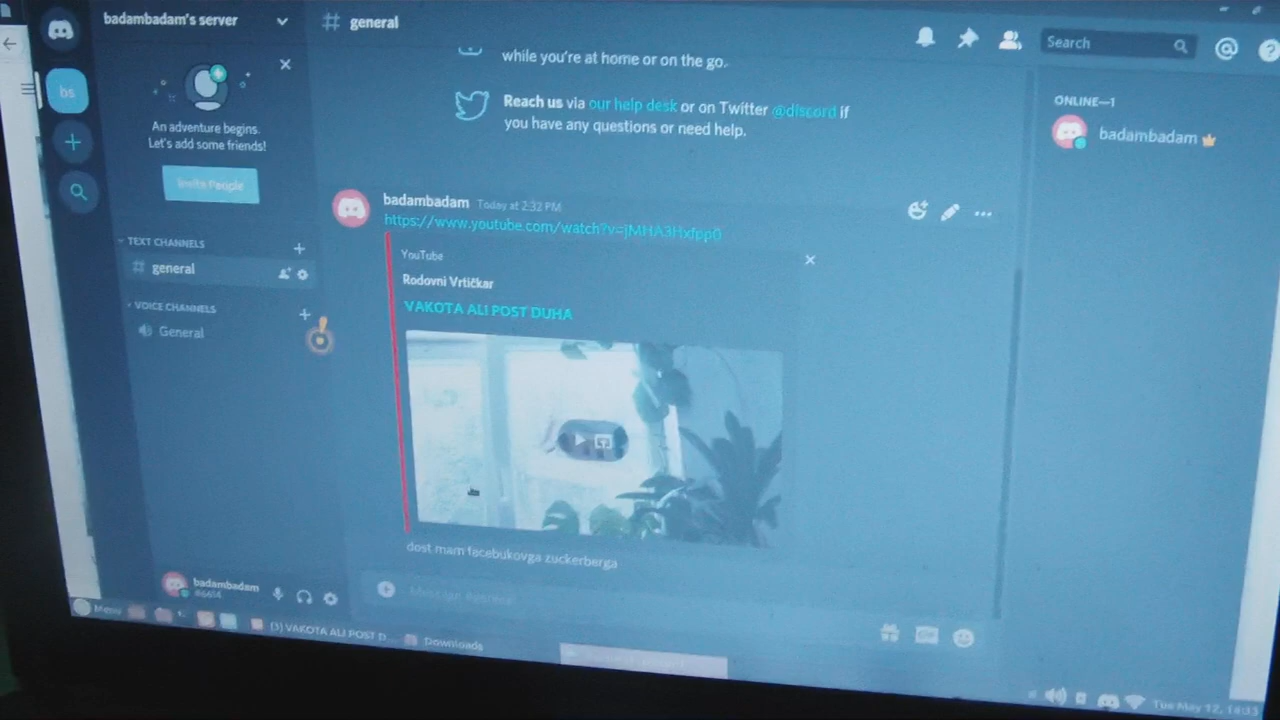 badambadam's server
general
while you're at home or on the go.
Search
bs
Reach us via our help desk or on Twitter @discord if
you have any questions or need help.
ONLINE—1
badambadam
An adventure begins.
Let's add some friends!
Invite People
badambadam Today at 2:32 PM
https://www.youtube.com/watch?v=jMHA3Hxfpp0
TEXT CHANNELS
general
YouTube
Rodovni Vrtičkar
VAKOTA ALI POST DUHA
VOICE CHANNELS
General
dost mam facebukovga zuckerberga
badambadam
#6614
Menu
(3) VAKOTA ALI POST D...
Downloads
GIF
Tue May 12, 14:33